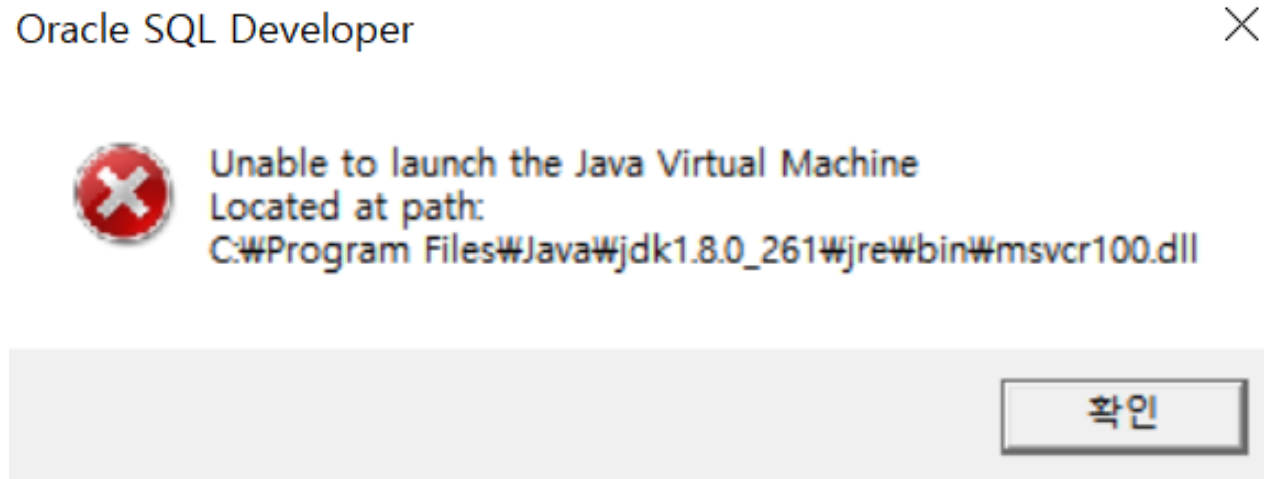 Oracle SQL Developer
Unable to launch the Java Virtual Machine
Located at path:
C:₩Program Files₩Java₩jdk1.8.0_261₩jre₩bin₩msvcr100.dll
확인